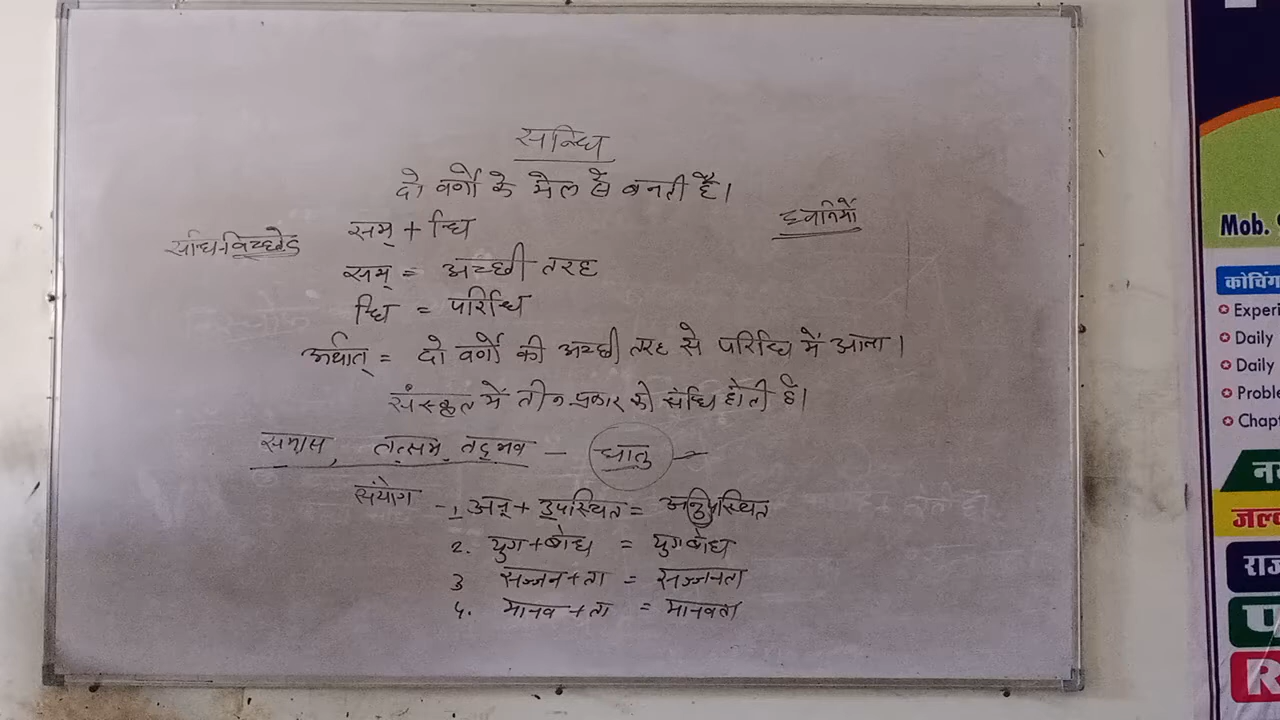 सन्धि
दो वर्णो के मेल से बनती है।
ध्वनियों
संधि-विच्छेद
सम् + धि
सम् = अच्छी तरह
धि = परिधि
अर्थात् = दो वर्णो की अच्छी तरह से परिधि में आना।
संस्कृत में तीन प्रकार की संधि होती है।
समास, तत्सम, तद्भव - धातु -
संयोग - 1 अन् + उपस्थित = अनुपस्थित
2. युग + बोध = युगबोध
3 सज्जन + ता = सज्जनता
4. मानव + ता = मानवता
Mob.
कोचिंग
Experi
Daily
Daily
Proble
Chapt
जल्
राज
R